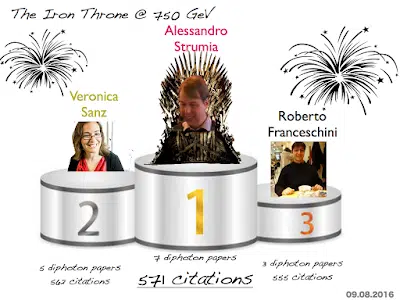 The Iron Throne @ 750 GeV
Alessandro
Strumia
Veronica
Sanz
Roberto
Franceschini
2
1
3
5 diphoton papers
562 citations
7 diphoton papers
571 citations
3 diphoton papers
555 citations
09.08.2016